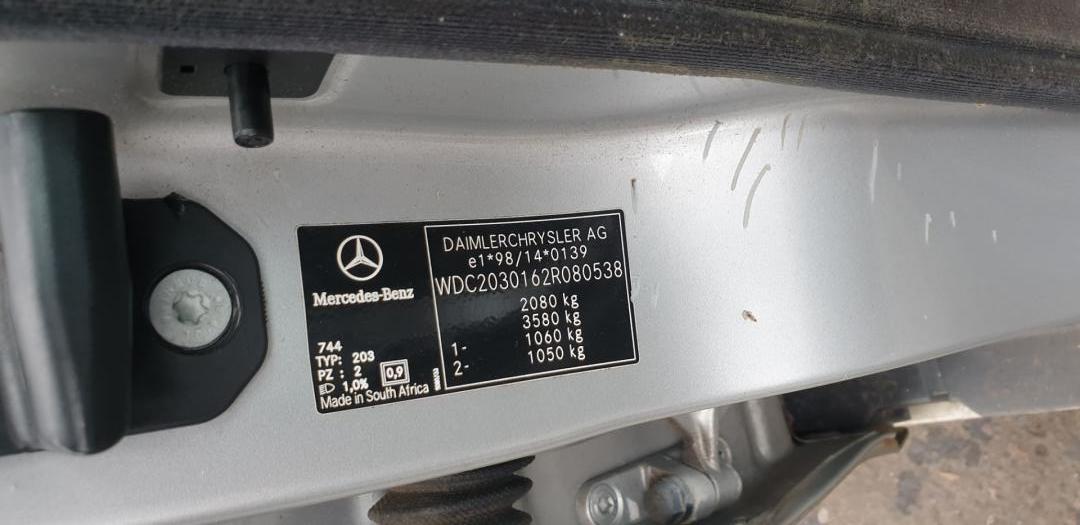 Mercedes-Benz
744
TYP: 203
PZ : 2
1,0%
0,9
Made in South Africa
DAIMLERCHRYSLER AG
e1*98/14*0139
WDC2030162R080538
2080 kg
3580 kg
1- 1060 kg
2- 1050 kg